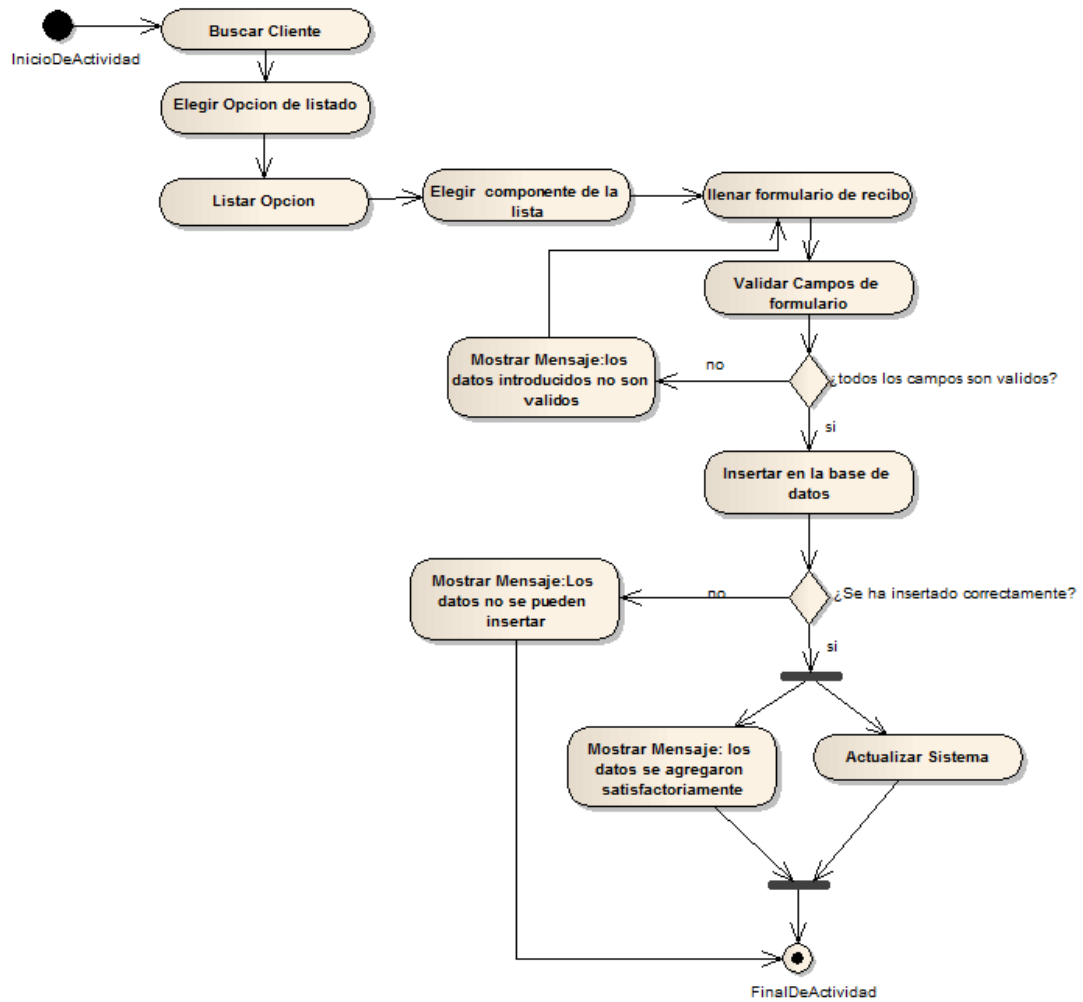 Buscar Cliente
InicioDeActividad
Elegir Opcion de listado
Listar Opcion
Elegir componente de la
lista
llenar formulario de recibo
Validar Campos de
formulario
Mostrar Mensaje:los
datos introducidos no son
validos
no
¿todos los campos son validos?
si
Insertar en la base de
datos
Mostrar Mensaje:Los
datos no se pueden
insertar
no
¿Se ha insertado correctamente?
si
Mostrar Mensaje: los
datos se agregaron
satisfactoriamente
Actualizar Sistema
FinalDeActividad